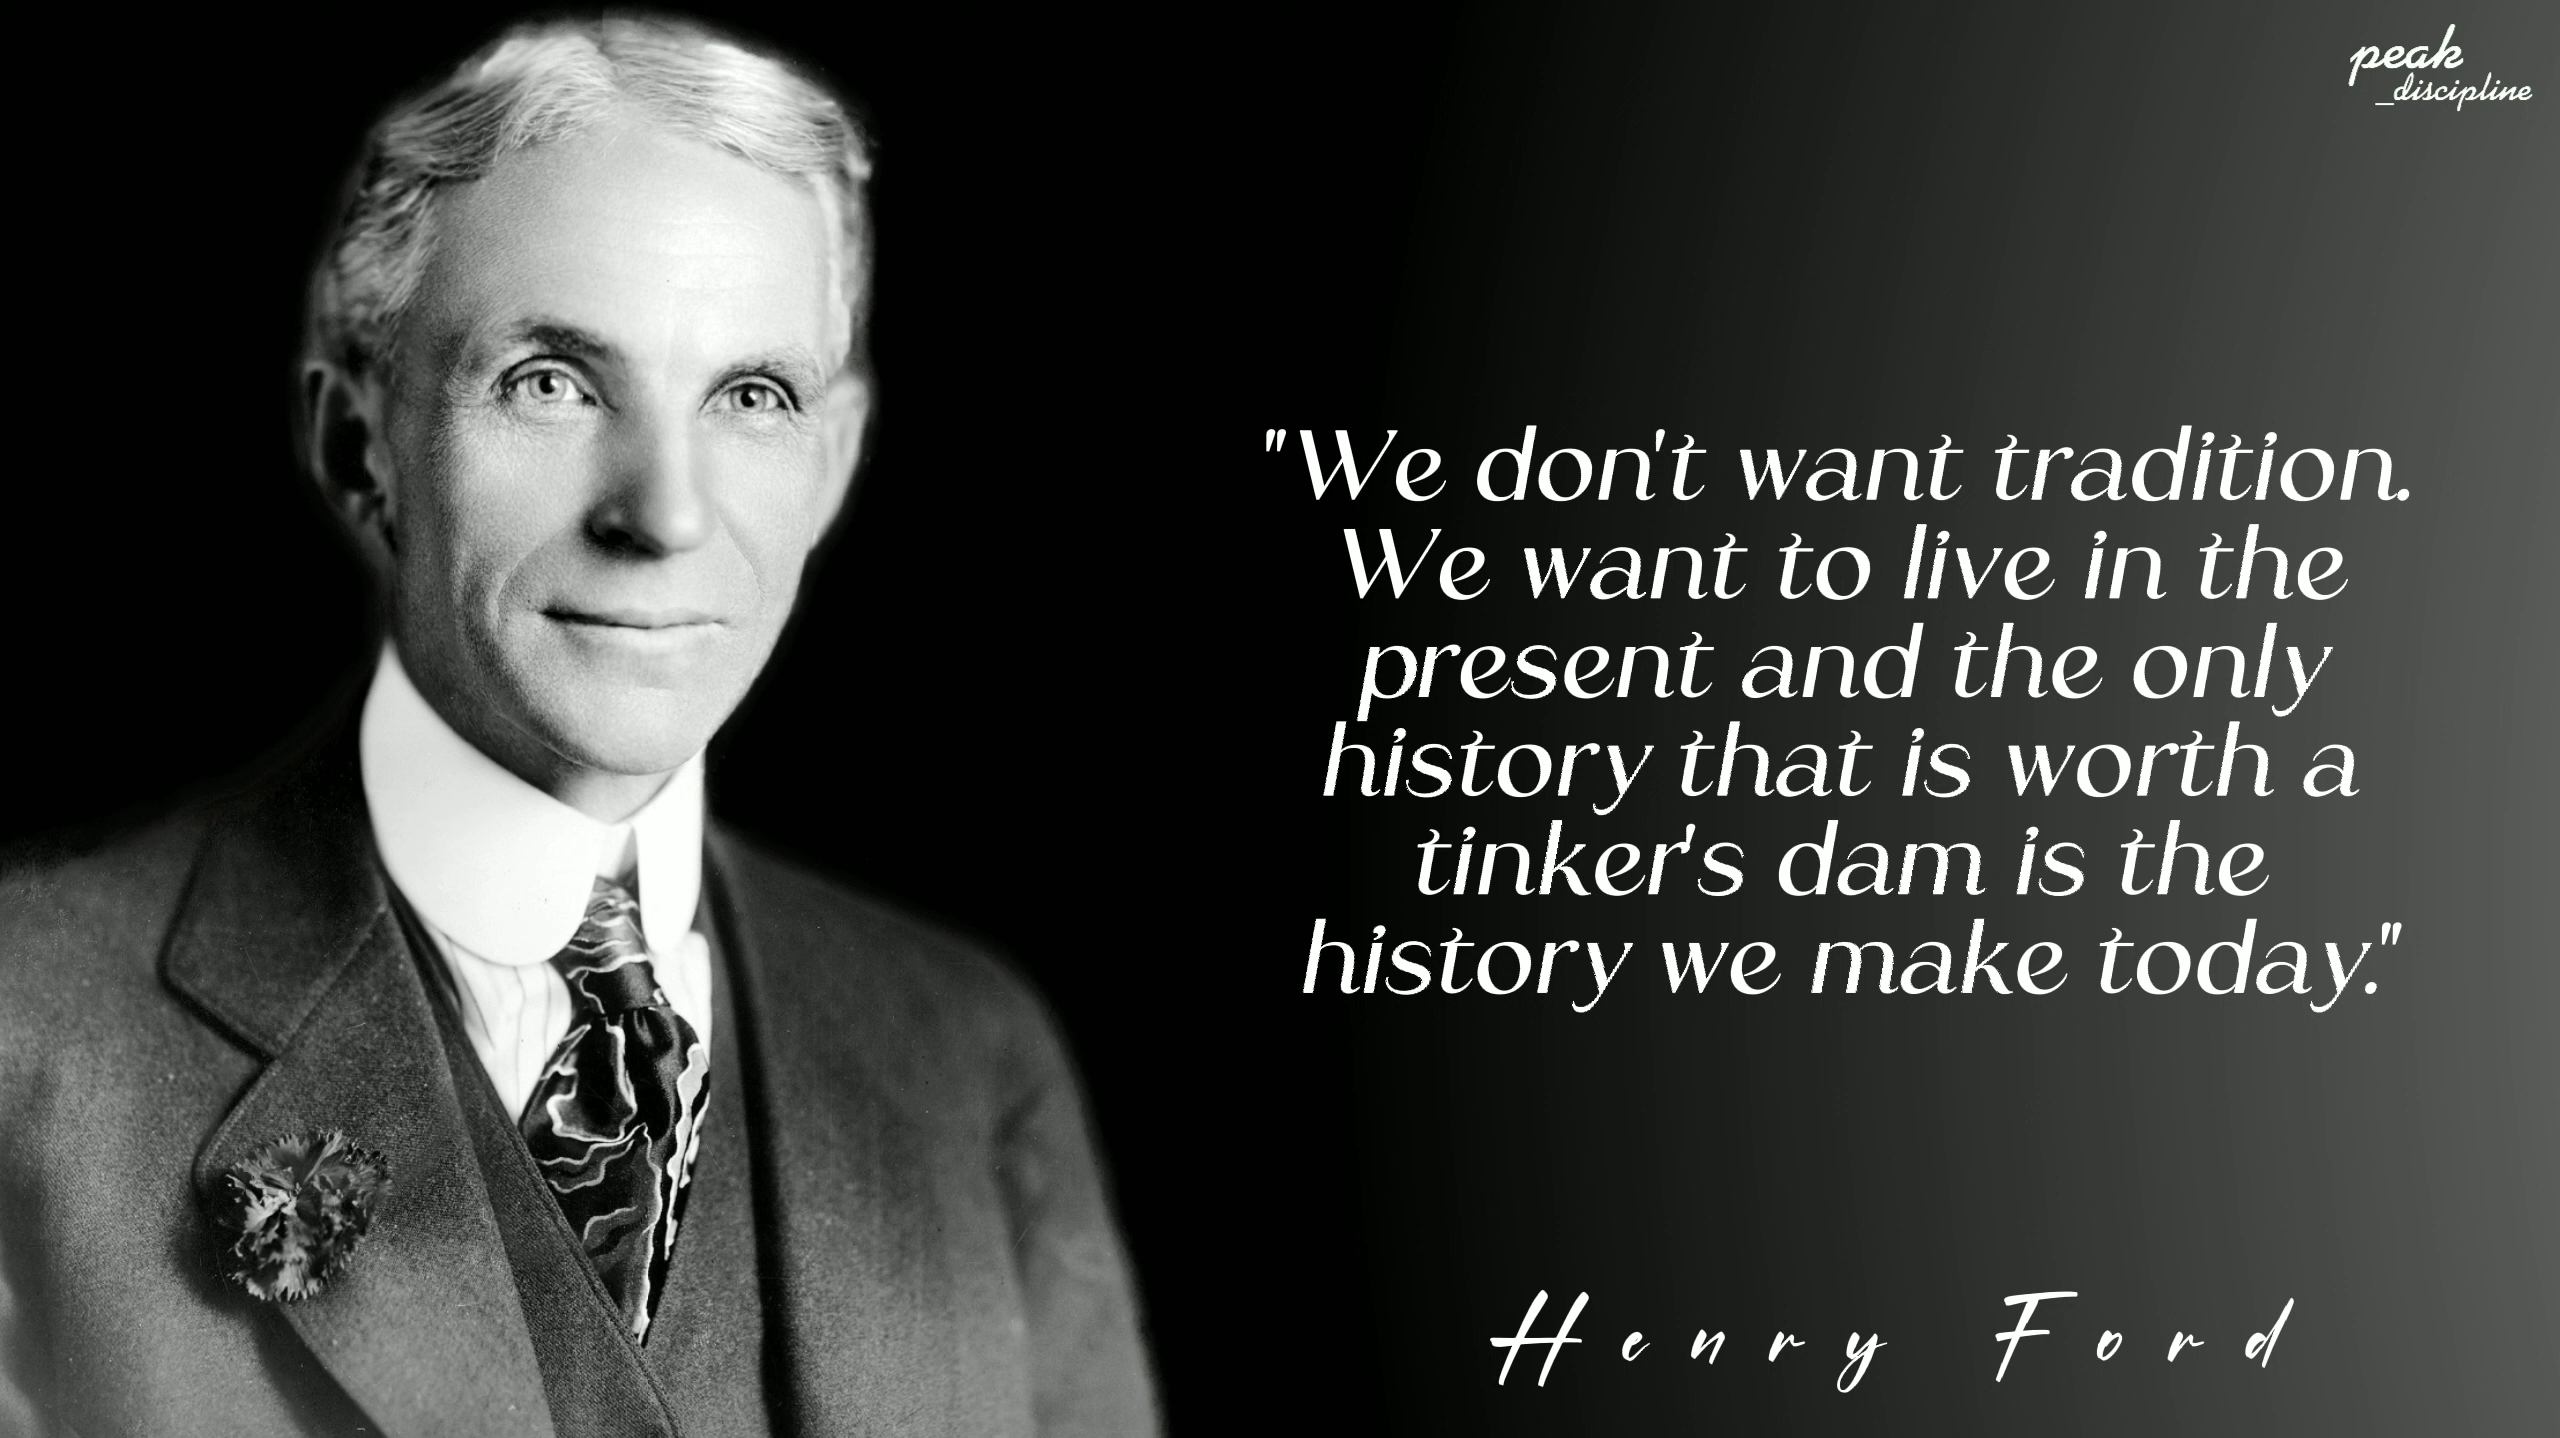 peak
_discipline
"We don't want tradition.
We want to live in the
present and the only
history that is worth a
tinker's dam is the
history we make today."
Henry Ford